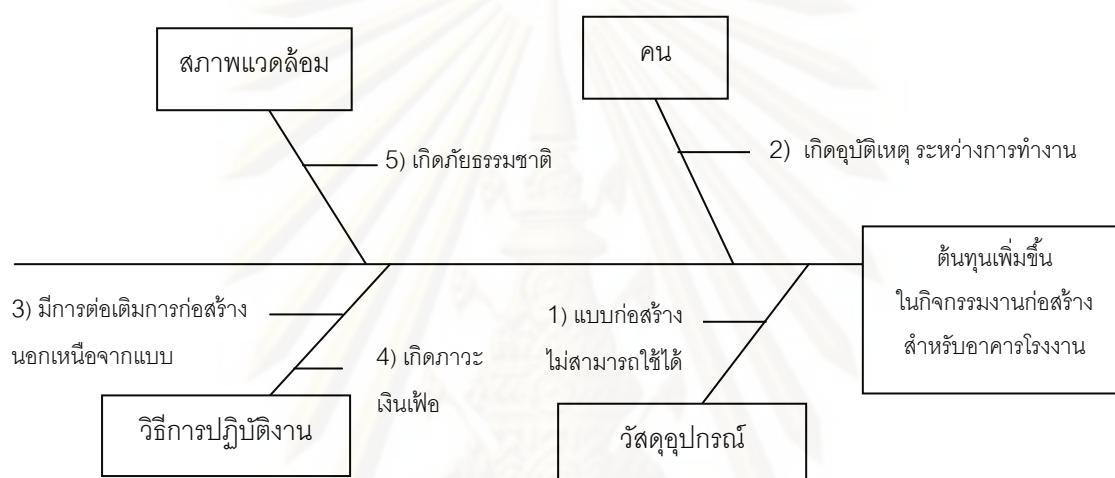 สภาพแวดล้อม
คน
5) เกิดภัยธรรมชาติ
2) เกิดอุบัติเหตุ ระหว่างการทำงาน
ต้นทุนเพิ่มขึ้น
ในกิจกรรมงานก่อสร้าง
สำหรับอาคารโรงงาน
3) มีการต่อเติมการก่อสร้าง
นอกเหนือจากแบบ
4) เกิดภาวะ
เงินเฟ้อ
1) แบบก่อสร้าง
ไม่สามารถใช้ได้
วิธีการปฏิบัติงาน
วัสดุอุปกรณ์